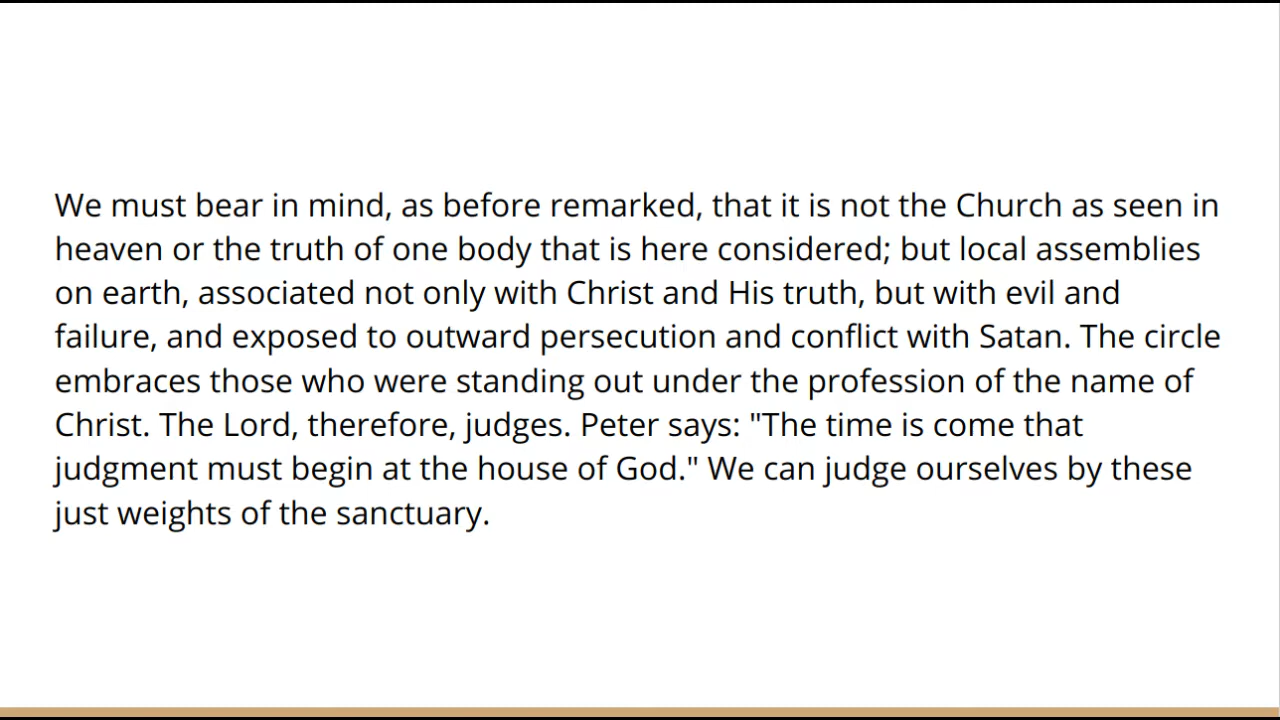 We must bear in mind, as before remarked, that it is not the Church as seen in
heaven or the truth of one body that is here considered; but local assemblies
on earth, associated not only with Christ and His truth, but with evil and
failure, and exposed to outward persecution and conflict with Satan. The circle
embraces those who were standing out under the profession of the name of
Christ. The Lord, therefore, judges. Peter says: "The time is come that
judgment must begin at the house of God." We can judge ourselves by these
just weights of the sanctuary.